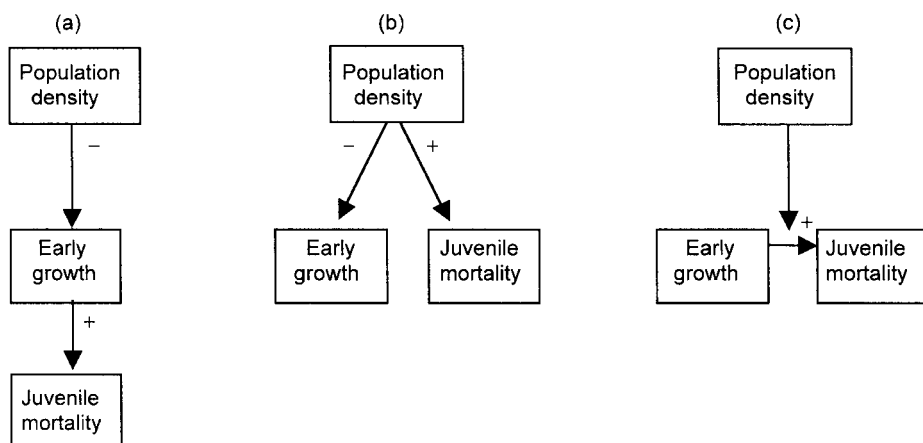 (a)
Population
density
−
Early
growth
+
Juvenile
mortality
(b)
Population
density
−
+
Early
growth
Juvenile
mortality
(c)
Population
density
+
Early
growth
Juvenile
mortality